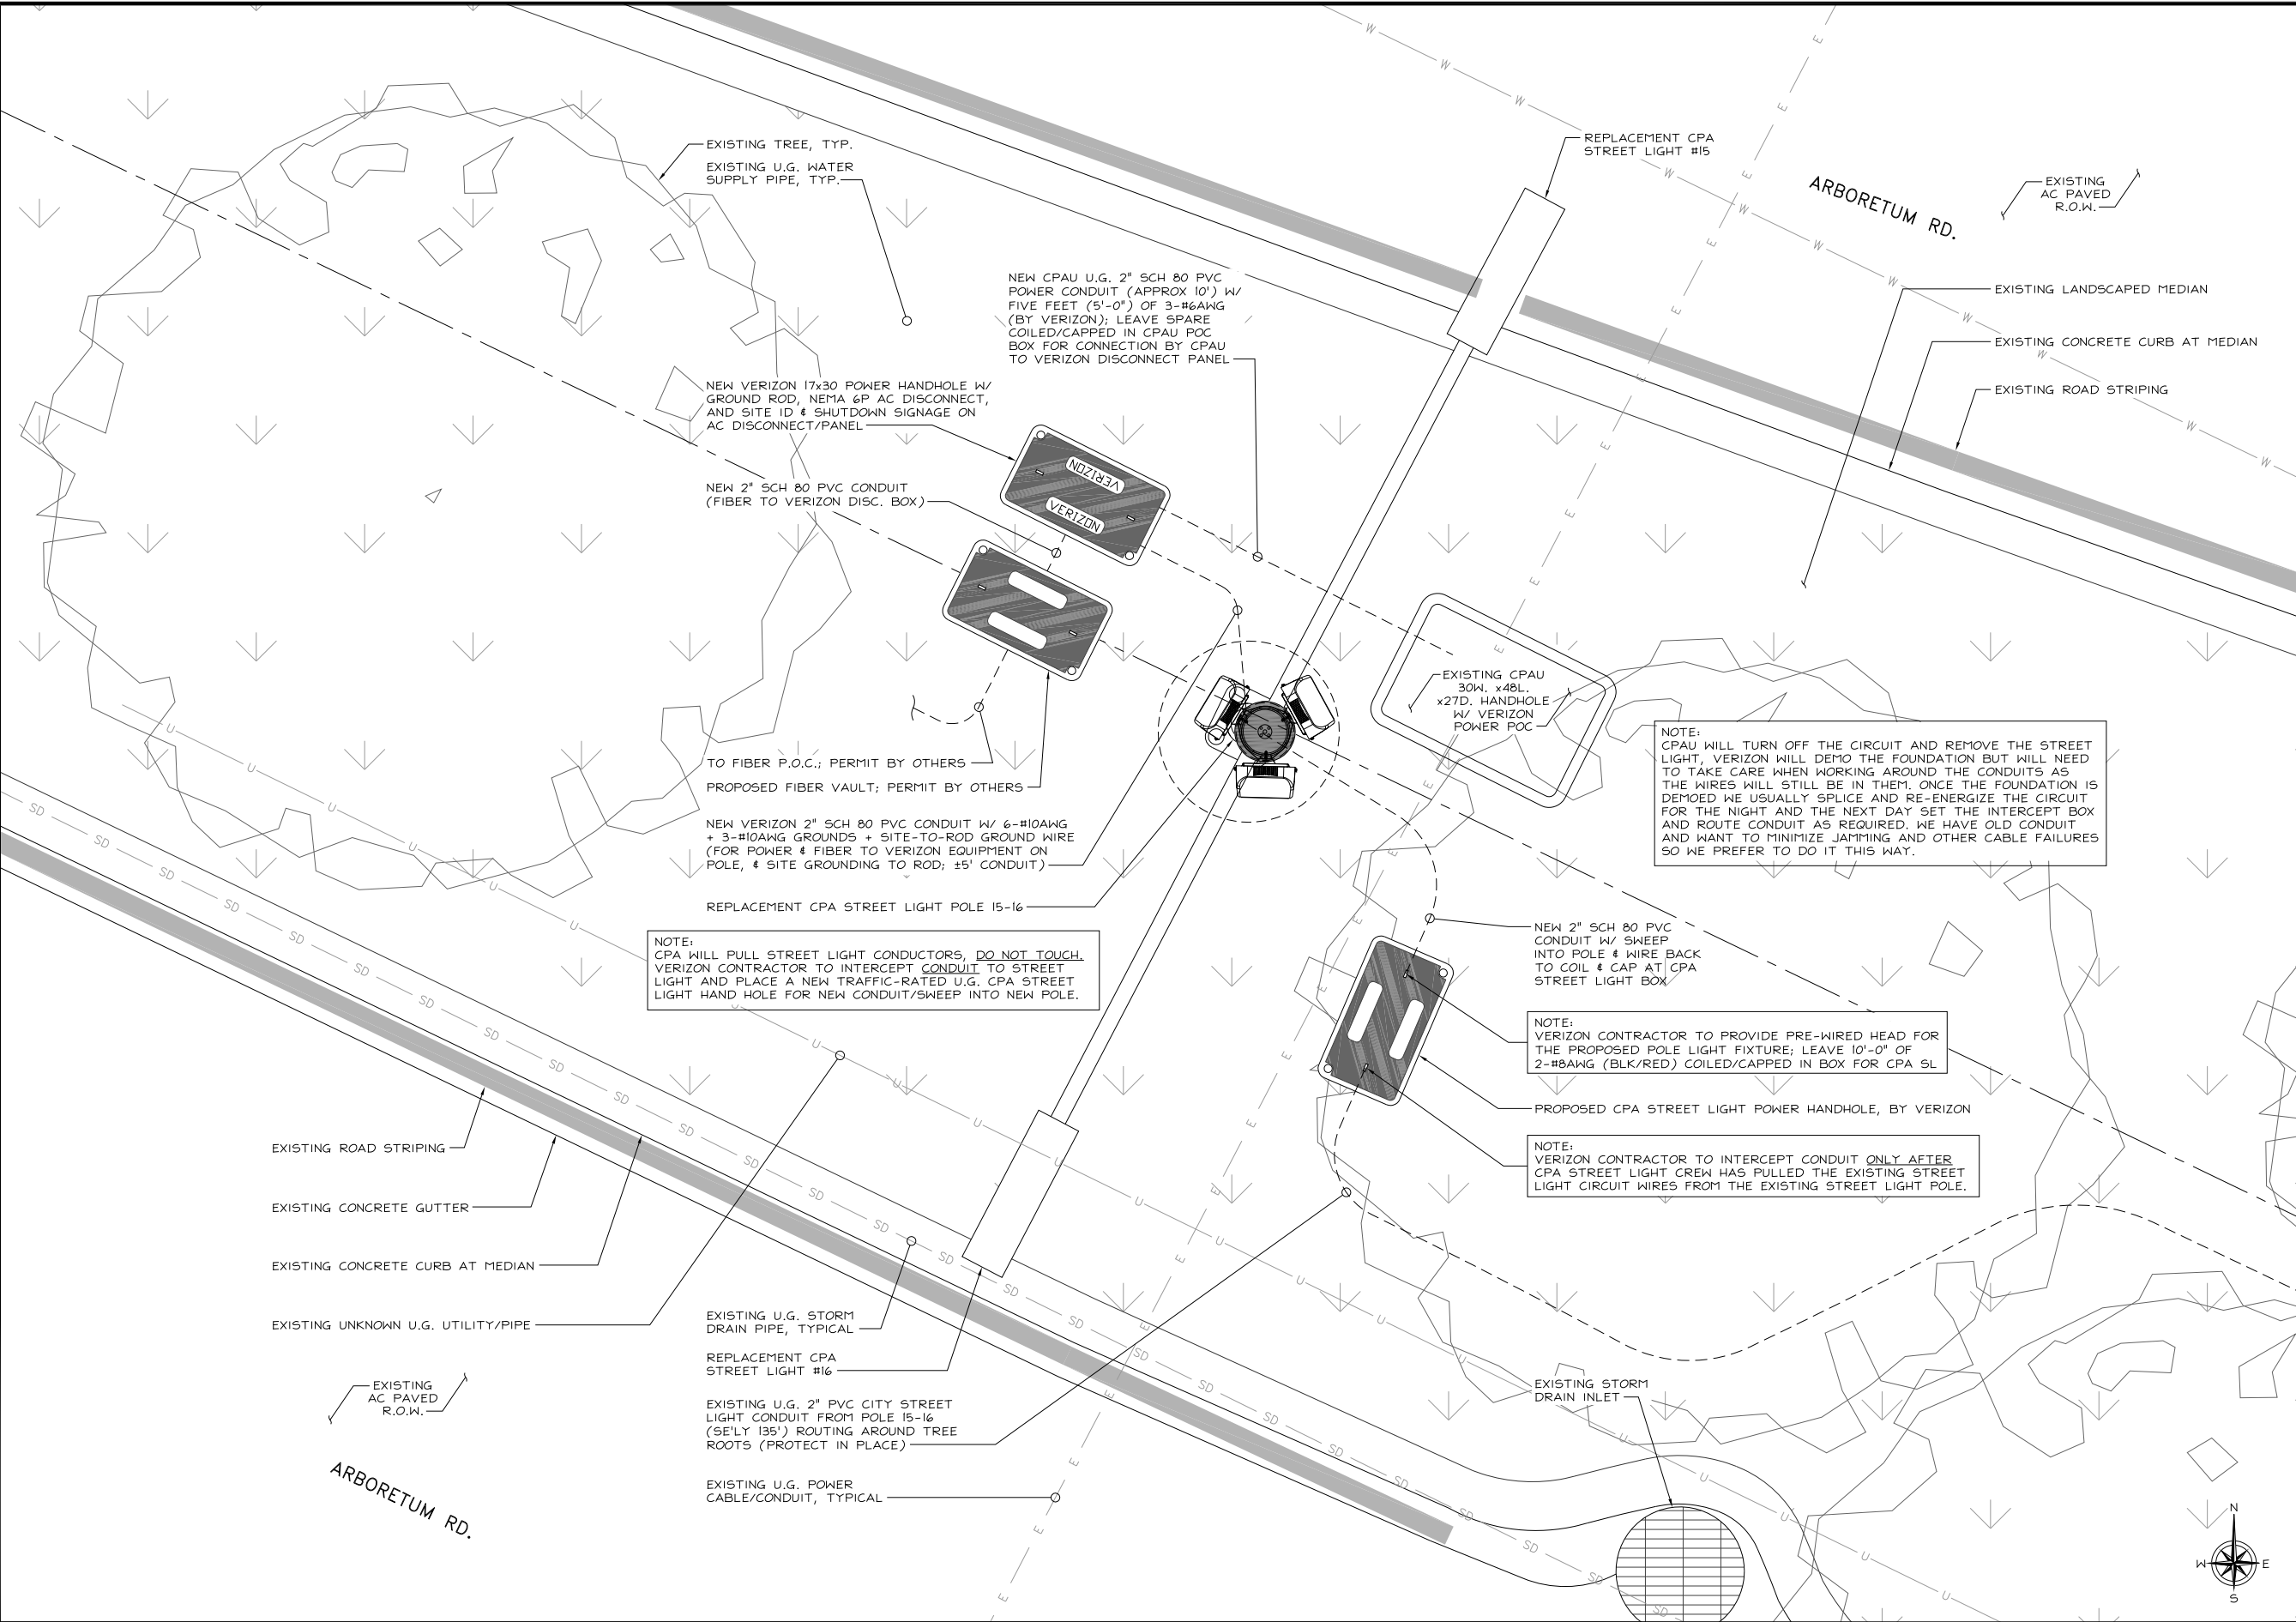 EXISTING TREE, TYP.
EXISTING U.G. WATER
SUPPLY PIPE, TYP.
REPLACEMENT CPA
STREET LIGHT #15
ARBORETUM RD.
EXISTING
AC PAVED
R.O.W.
NEW CPAU U.G. 2" SCH 80 PVC
POWER CONDUIT (APPROX 10') W/
FIVE FEET (5'-0") OF 3-#6AWG
(BY VERIZON); LEAVE SPARE
COILED/CAPPED IN CPAU POC
BOX FOR CONNECTION BY CPAU
TO VERIZON DISCONNECT PANEL
EXISTING LANDSCAPED MEDIAN
EXISTING CONCRETE CURB AT MEDIAN
EXISTING ROAD STRIPING
NEW VERIZON 17x30 POWER HANDHOLE W/
GROUND ROD, NEMA 6P AC DISCONNECT,
AND SITE ID & SHUTDOWN SIGNAGE ON
AC DISCONNECT/PANEL
VERIZON
VERIZON
NEW 2" SCH 80 PVC CONDUIT
(FIBER TO VERIZON DISC. BOX)
EXISTING CPAU
30W. x48L.
x27D. HANDHOLE
W/ VERIZON
POWER POC
NOTE:
CPAU WILL TURN OFF THE CIRCUIT AND REMOVE THE STREET
LIGHT, VERIZON WILL DEMO THE FOUNDATION BUT WILL NEED
TO TAKE CARE WHEN WORKING AROUND THE CONDUITS AS
THE WIRES WILL STILL BE IN THEM. ONCE THE FOUNDATION IS
DEMOED WE USUALLY SPLICE AND RE-ENERGIZE THE CIRCUIT
FOR THE NIGHT AND THE NEXT DAY SET THE INTERCEPT BOX
AND ROUTE CONDUIT AS REQUIRED. WE HAVE OLD CONDUIT
AND WANT TO MINIMIZE JAMMING AND OTHER CABLE FAILURES
SO WE PREFER TO DO IT THIS WAY.
TO FIBER P.O.C.; PERMIT BY OTHERS
PROPOSED FIBER VAULT; PERMIT BY OTHERS
NEW VERIZON 2" SCH 80 PVC CONDUIT W/ 6-#10AWG
+ 3-#10AWG GROUNDS + SITE-TO-ROD GROUND WIRE
(FOR POWER & FIBER TO VERIZON EQUIPMENT ON
POLE, & SITE GROUNDING TO ROD; ±5' CONDUIT)
REPLACEMENT CPA STREET LIGHT POLE 15-16
NOTE:
CPA WILL PULL STREET LIGHT CONDUCTORS, DO NOT TOUCH.
VERIZON CONTRACTOR TO INTERCEPT CONDUIT TO STREET
LIGHT AND PLACE A NEW TRAFFIC-RATED U.G. CPA STREET
LIGHT HAND HOLE FOR NEW CONDUIT/SWEEP INTO NEW POLE.
NEW 2" SCH 80 PVC
CONDUIT W/ SWEEP
INTO POLE & WIRE BACK
TO COIL & CAP AT CPA
STREET LIGHT BOX
NOTE:
VERIZON CONTRACTOR TO PROVIDE PRE-WIRED HEAD FOR
THE PROPOSED POLE LIGHT FIXTURE; LEAVE 10'-0" OF
2-#8AWG (BLK/RED) COILED/CAPPED IN BOX FOR CPA SL
PROPOSED CPA STREET LIGHT POWER HANDHOLE, BY VERIZON
NOTE:
VERIZON CONTRACTOR TO INTERCEPT CONDUIT ONLY AFTER
CPA STREET LIGHT CREW HAS PULLED THE EXISTING STREET
LIGHT CIRCUIT WIRES FROM THE EXISTING STREET LIGHT POLE.
EXISTING ROAD STRIPING
EXISTING CONCRETE GUTTER
EXISTING CONCRETE CURB AT MEDIAN
EXISTING UNKNOWN U.G. UTILITY/PIPE
EXISTING U.G. STORM
DRAIN PIPE, TYPICAL
REPLACEMENT CPA
STREET LIGHT #16
EXISTING U.G. 2" PVC CITY STREET
LIGHT CONDUIT FROM POLE 15-16
(SE'LY 135') ROUTING AROUND TREE
ROOTS (PROTECT IN PLACE)
EXISTING U.G. POWER
CABLE/CONDUIT, TYPICAL
EXISTING
AC PAVED
R.O.W.
ARBORETUM RD.
EXISTING STORM
DRAIN INLET
N
W E
S